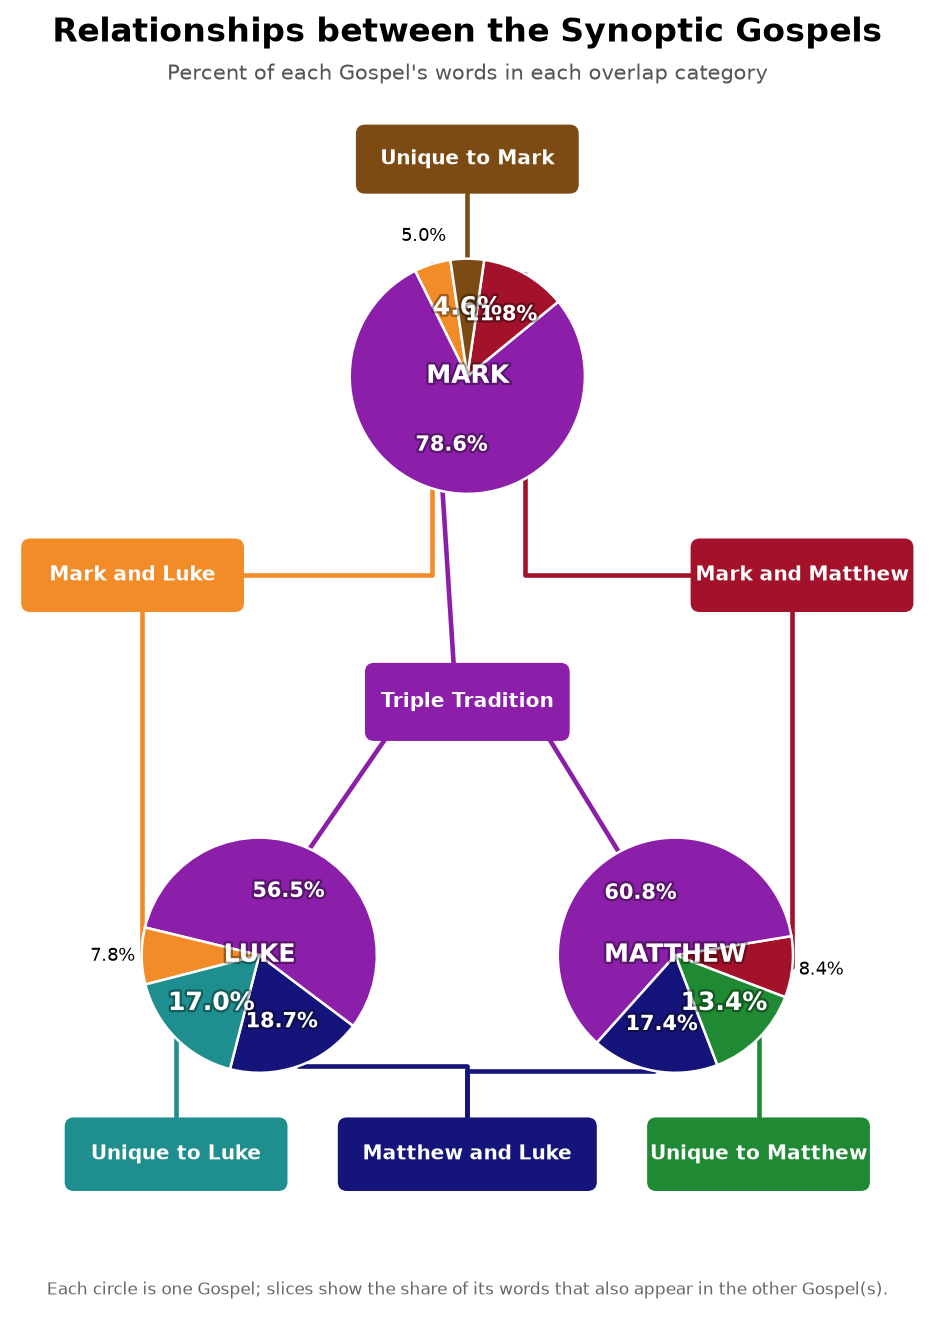 Relationships between the Synoptic Gospels
Percent of each Gospel's words in each overlap category
Unique to Mark
5.0%
4.6%
11.8%
MARK
78.6%
Mark and Luke
Mark and Matthew
Triple Tradition
56.5%
60.8%
7.8%
LUKE
MATTHEW
8.4%
17.0%
13.4%
18.7%
17.4%
Unique to Luke
Matthew and Luke
Unique to Matthew
Each circle is one Gospel; slices show the share of its words that also appear in the other Gospel(s).